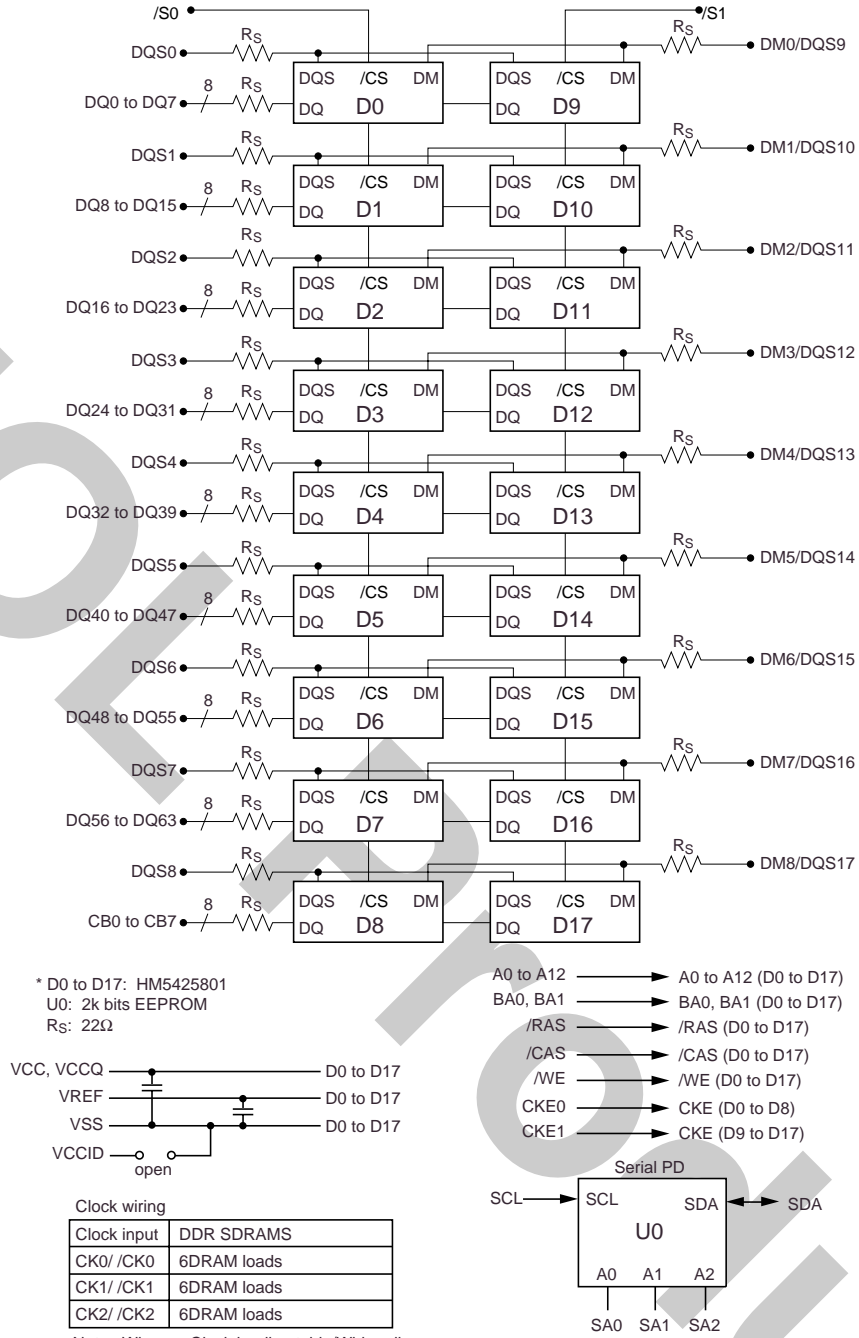 /S0 /S1
DQS0 RS RS DM0/DQS9
DQS /CS DM DQS /CS DM
DQ0 to DQ7 8 RS DQ D0 DQ D9
DQS1 RS RS DM1/DQS10
DQS /CS DM DQS /CS DM
DQ8 to DQ15 8 RS DQ D1 DQ D10
DQS2 RS RS DM2/DQS11
DQS /CS DM DQS /CS DM
DQ16 to DQ23 8 RS DQ D2 DQ D11
DQS3 RS RS DM3/DQS12
DQS /CS DM DQS /CS DM
DQ24 to DQ31 8 RS DQ D3 DQ D12
DQS4 RS RS DM4/DQS13
DQS /CS DM DQS /CS DM
DQ32 to DQ39 8 RS DQ D4 DQ D13
DQS5 RS RS DM5/DQS14
DQS /CS DM DQS /CS DM
DQ40 to DQ47 8 RS DQ D5 DQ D14
DQS6 RS RS DM6/DQS15
DQS /CS DM DQS /CS DM
DQ48 to DQ55 8 RS DQ D6 DQ D15
DQS7 RS RS DM7/DQS16
DQS /CS DM DQS /CS DM
DQ56 to DQ63 8 RS DQ D7 DQ D16
DQS8 RS RS DM8/DQS17
DQS /CS DM DQS /CS DM
CB0 to CB7 8 RS DQ D8 DQ D17
* D0 to D17: HM5425801
U0: 2k bits EEPROM
RS: 22Ω
A0 to A12 A0 to A12 (D0 to D17)
BA0, BA1 BA0, BA1 (D0 to D17)
/RAS /RAS (D0 to D17)
/CAS /CAS (D0 to D17)
/WE /WE (D0 to D17)
CKE0 CKE (D0 to D8)
CKE1 CKE (D9 to D17)
VCC, VCCQ D0 to D17
VREF D0 to D17
VSS D0 to D17
VCCID open
Serial PD
SCL SCL SDA SDA
U0
A0 A1 A2
SA0 SA1 SA2
Clock wiring
Clock input DDR SDRAMS
CK0/ /CK0 6DRAM loads
CK1/ /CK1 6DRAM loads
CK2/ /CK2 6DRAM loads